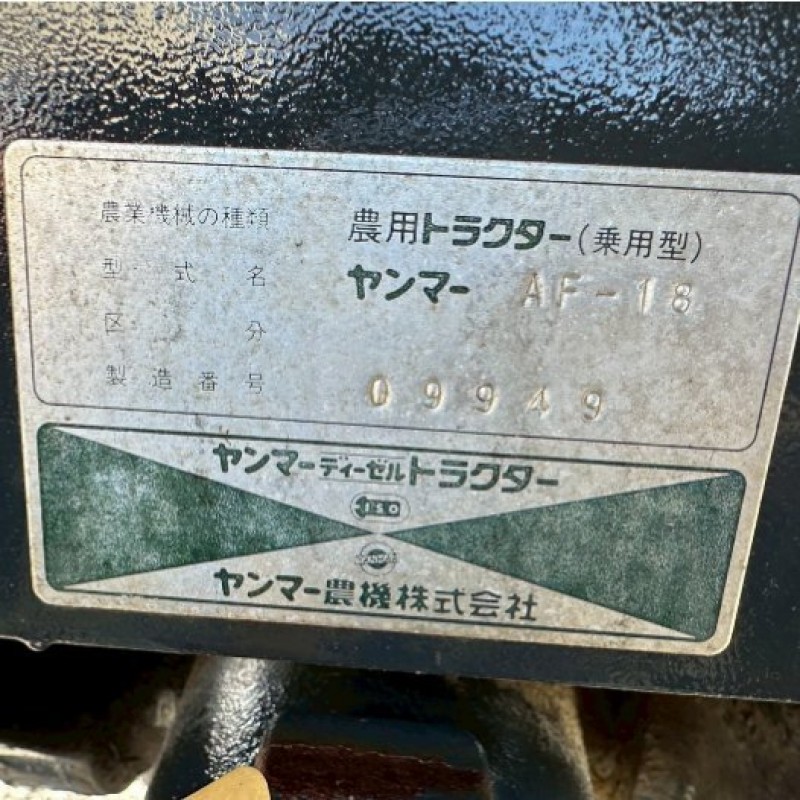 農業機械の種類 農用トラクター(乗用型)
型式名 ヤンマー AF-18
区分
製造番号 09949
ヤンマーディーゼルトラクター
ヤンマー農機株式会社